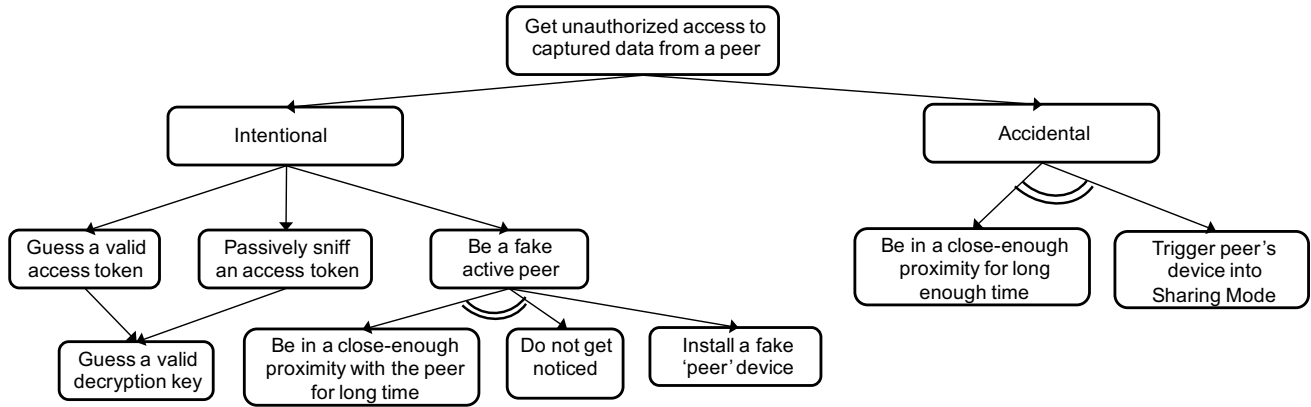 Get unauthorized access to
captured data from a peer
Intentional
Accidental
Guess a valid
access token
Passively sniff
an access token
Be a fake
active peer
Be in a close-enough
proximity for long
enough time
Trigger peer's
device into
Sharing Mode
Guess a valid
decryption key
Be in a close-enough
proximity with the peer
for long time
Do not get
noticed
Install a fake
‘peer’ device